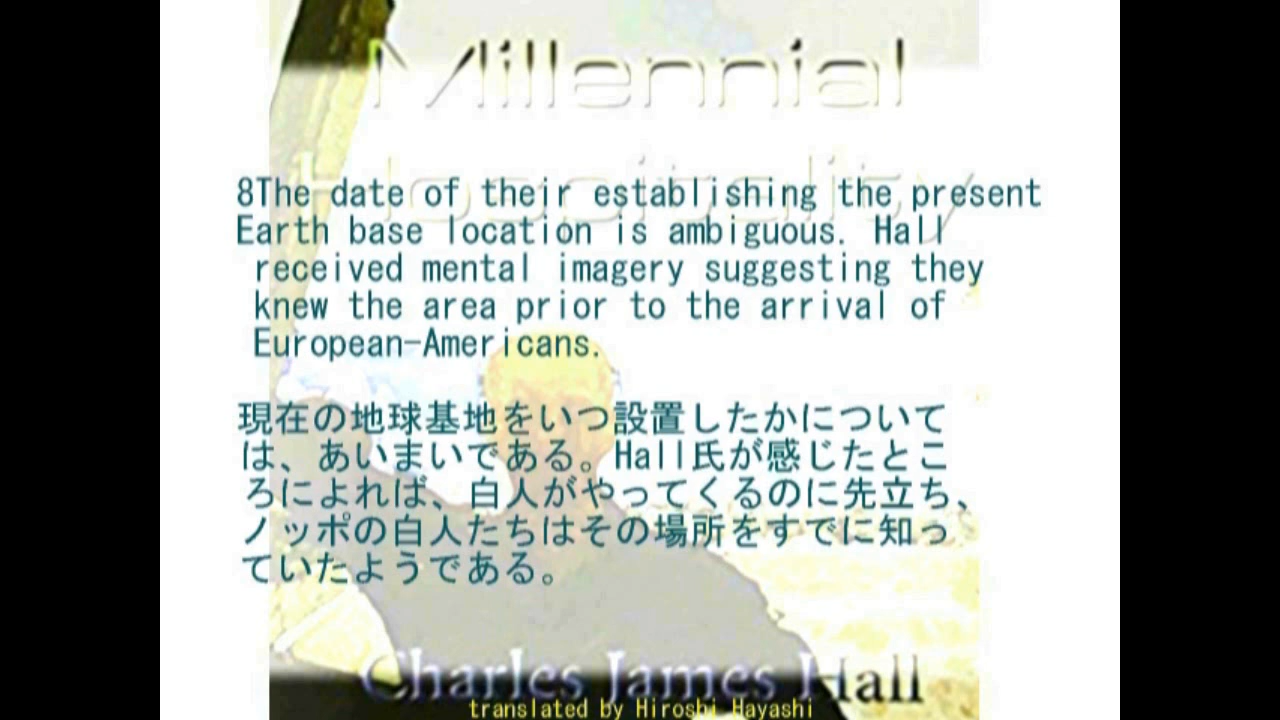 Millennial
Hospitality
8The date of their establishing the present
Earth base location is ambiguous. Hall
received mental imagery suggesting they
knew the area prior to the arrival of
European-Americans.
現在の地球基地をいつ設置したかについて
は、あいまいである。Hall氏が感じたとこ
ろによれば、白人がやってくるのに先立ち、
ノッポの白人たちはその場所をすでに知っ
ていたようである。
Charles James Hall
translated by Hiroshi Hayashi